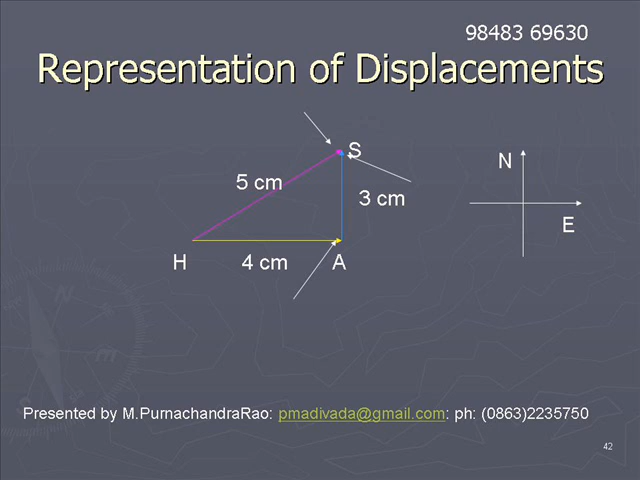 98483 69630
Representation of Displacements
S
N
5 cm
3 cm
E
H
4 cm
A
Presented by M.PurnachandraRao: pmadivada@gmail.com: ph: (0863)2235750
42